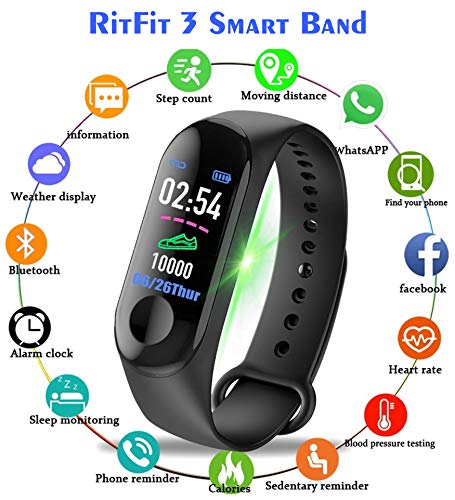 RitFit 3 Smart Band
Step count
Moving distance
information
whatsAPP
Weather display
Find your phone
02:54
Bluetooth
10000
06/26Thur
facebook
Alarm clock
Heart rate
Sleep monitoring
Blood pressure testing
Phone reminder
Calories
Sedentary reminder